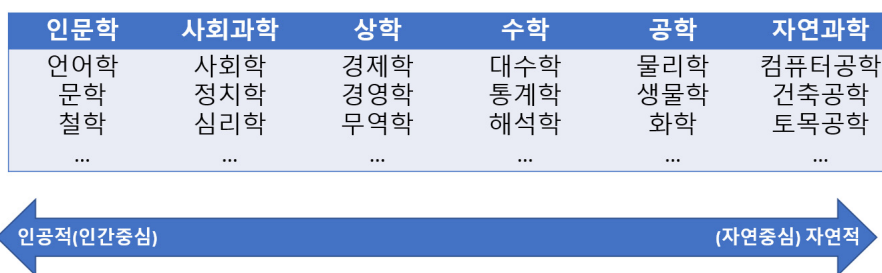 인문학 사회과학 상학 수학 공학 자연과학
언어학 사회학 경제학 대수학 물리학 컴퓨터공학
문학 정치학 경영학 통계학 생물학 건축공학
철학 심리학 무역학 해석학 화학 토목공학
... ... ... ... ... ...
인공적(인간중심) (자연중심) 자연적